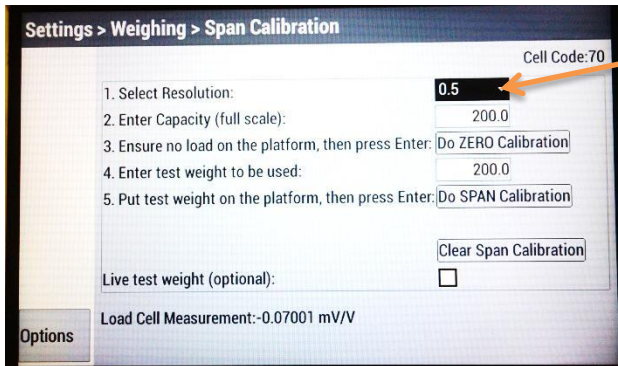 Settings > Weighing > Span Calibration
Cell Code:70
1. Select Resolution: 0.5
2. Enter Capacity (full scale): 200.0
3. Ensure no load on the platform, then press Enter: Do ZERO Calibration
4. Enter test weight to be used: 200.0
5. Put test weight on the platform, then press Enter: Do SPAN Calibration
Clear Span Calibration
Live test weight (optional):
Load Cell Measurement:-0.07001 mV/V
Options